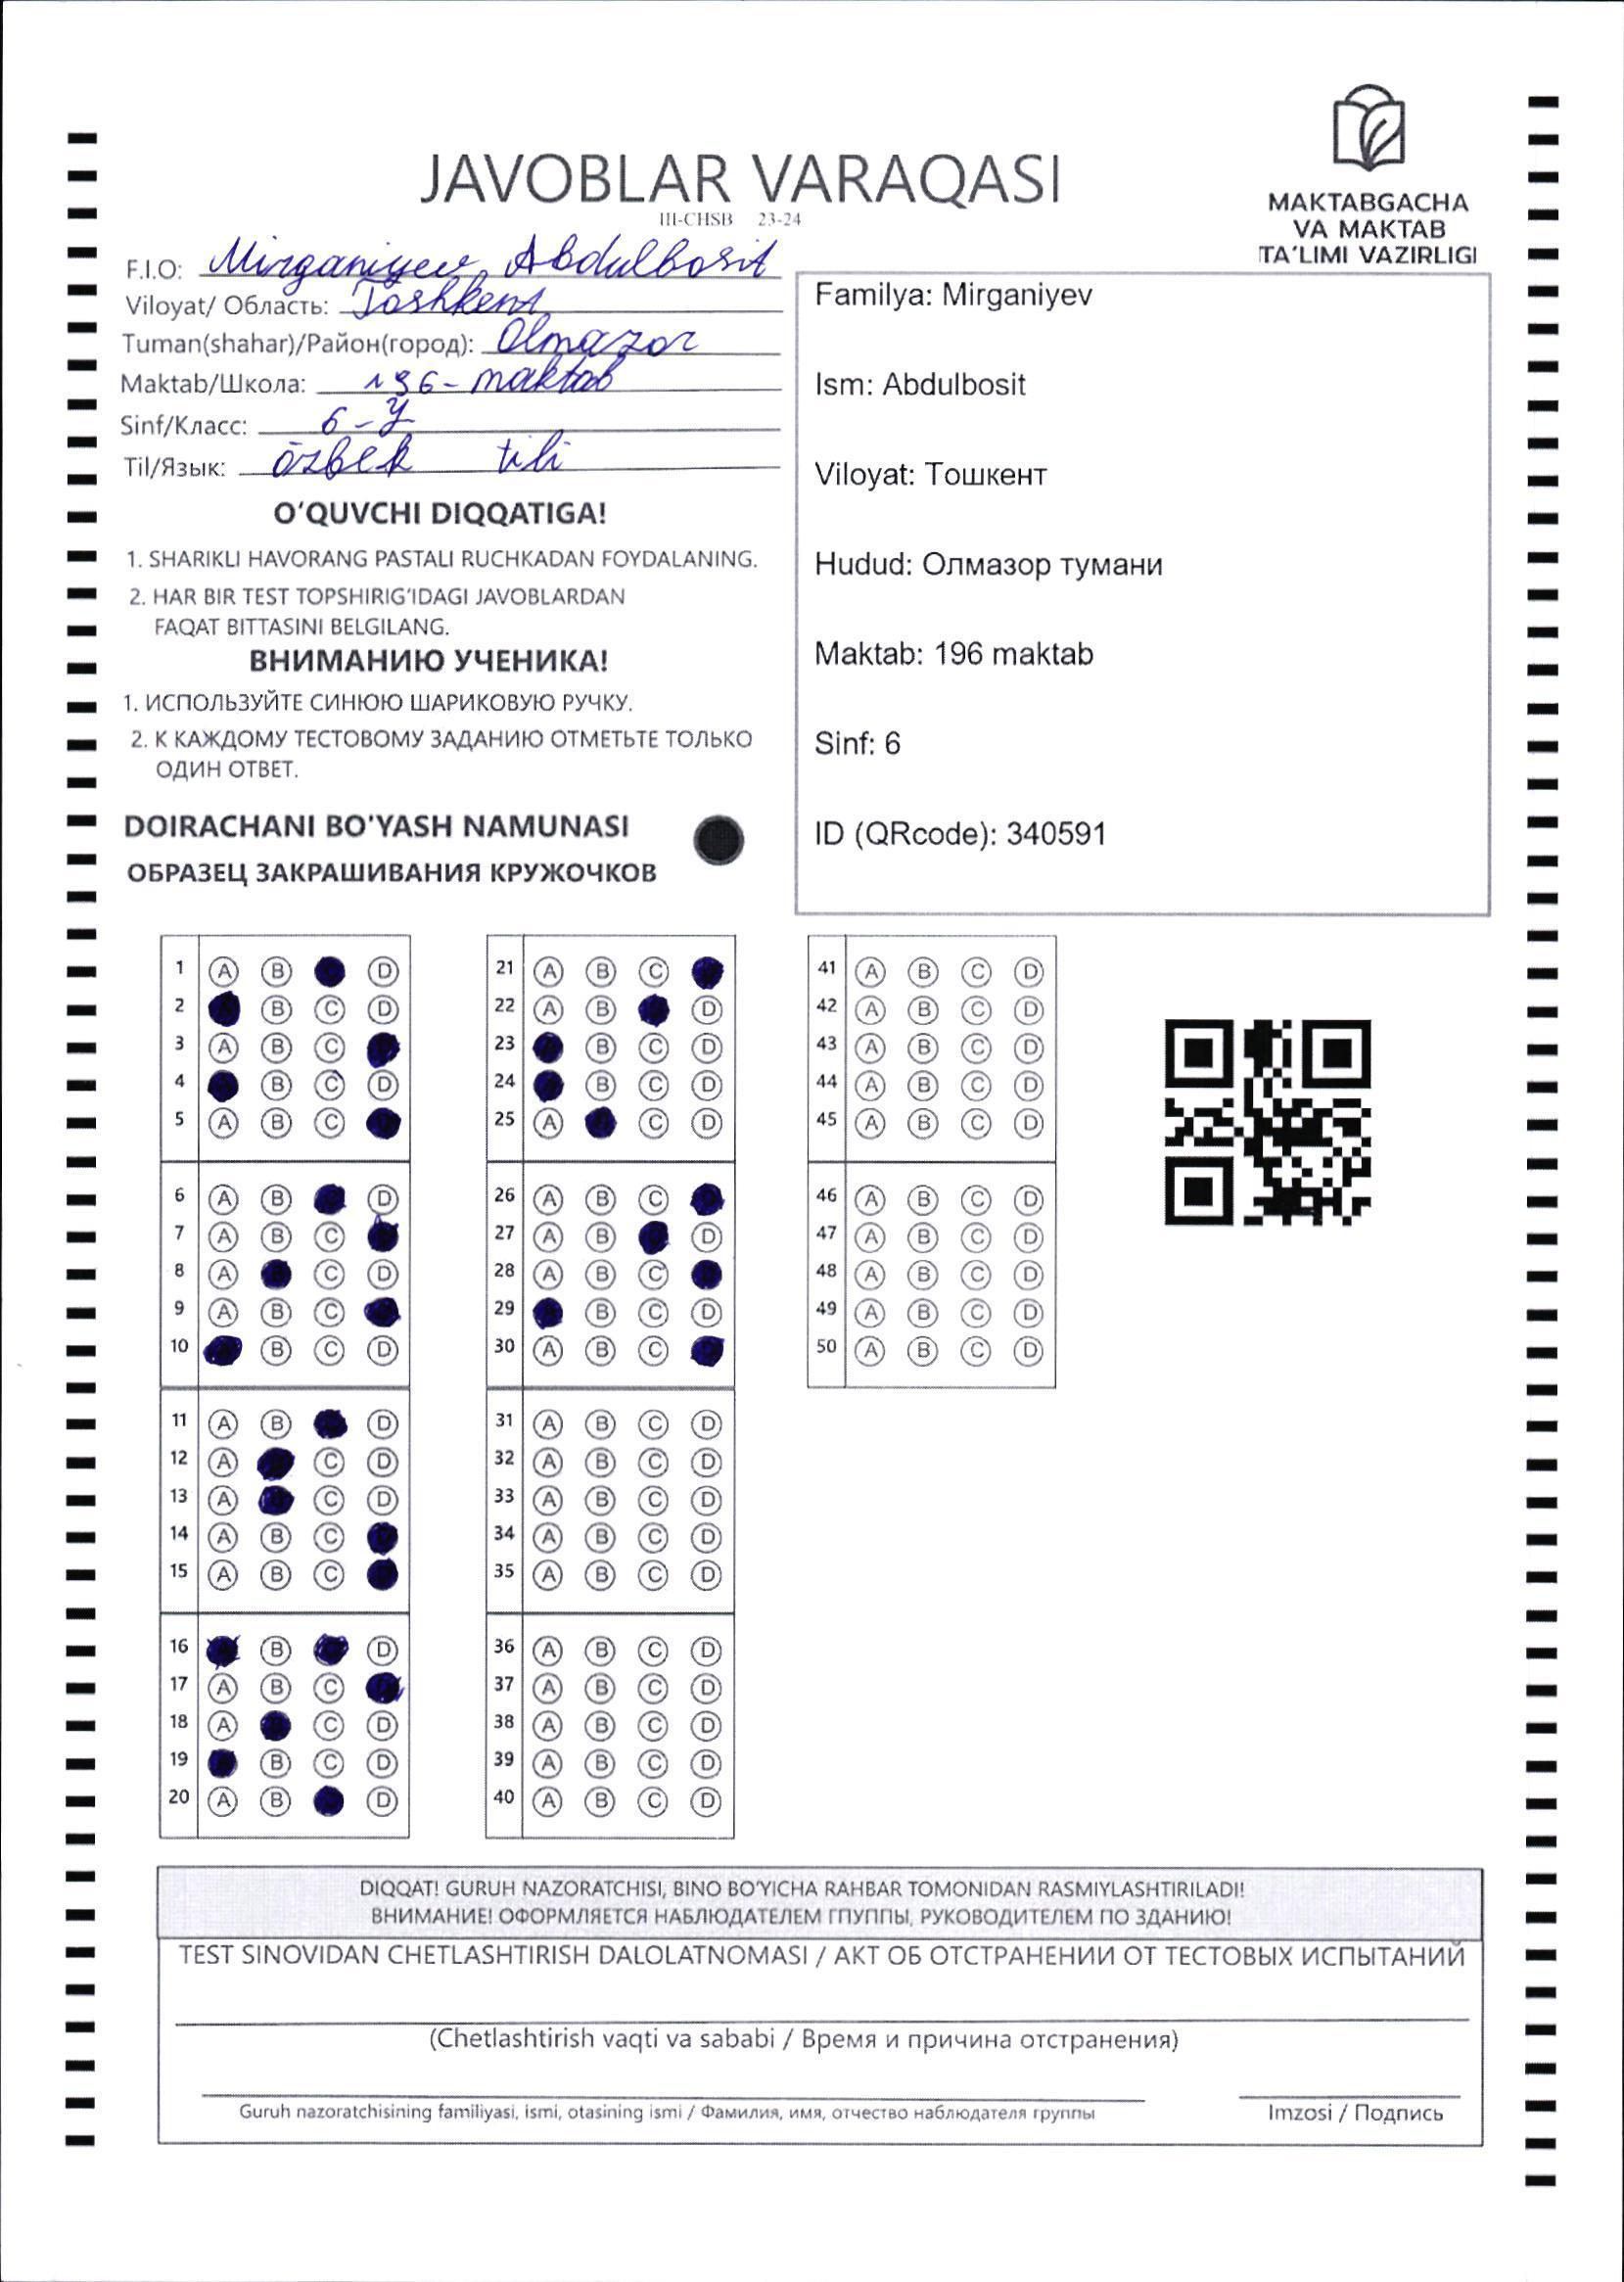 JAVOBLAR VARAQASI
III-CHSB 23-24
MAKTABGACHA
VA MAKTAB
TA'LIMI VAZIRLIGI
F.I.O: Mirganiyev Abdulbosit
Viloyat/ Область: Toshkent
Tuman(shahar)/Район(город): Olmazor
Maktab/Школа: 196-maktab
Sinf/Класс: 6-
Til/Язык: özbek tili
O'QUVCHI DIQQATIGA!
1. SHARIKLI HAVORANG PASTALI RUCHKADAN FOYDALANING.
2. HAR BIR TEST TOPSHIRIG'IDAGI JAVOBLARDAN
FAQAT BITTASINI BELGILANG.
ВНИМАНИЮ УЧЕНИКА!
1. ИСПОЛЬЗУЙТЕ СИНЮЮ ШАРИКОВУЮ РУЧКУ.
2. К КАЖДОМУ ТЕСТОВОМУ ЗАДАНИЮ ОТМЕТЬТЕ ТОЛЬКО
ОДИН ОТВЕТ.
DOIRACHANI BO'YASH NAMUNASI
ОБРАЗЕЦ ЗАКРАШИВАНИЯ КРУЖОЧКОВ
Familya: Mirganiyev
Ism: Abdulbosit
Viloyat: Тошкент
Hudud: Олмазор тумани
Maktab: 196 maktab
Sinf: 6
ID (QRcode): 340591
1 A B D
2 B C D
3 A B C
4 B C D
5 A B C
6 A B D
7 A B C
8 A C D
9 A B C
10 B C D
11 A B D
12 A C D
13 A C D
14 A B C
15 A B C
16 B D
17 A B C
18 A C D
19 B C D
20 A B D
21 A B C
22 A B D
23 B C D
24 B C D
25 A C D
26 A B C
27 A B D
28 A B C
29 B C D
30 A B C
31 A B C D
32 A B C D
33 A B C D
34 A B C D
35 A B C D
36 A B C D
37 A B C D
38 A B C D
39 A B C D
40 A B C D
41 A B C D
42 A B C D
43 A B C D
44 A B C D
45 A B C D
46 A B C D
47 A B C D
48 A B C D
49 A B C D
50 A B C D
DIQQAT! GURUH NAZORATCHISI, BINO BO'YICHA RAHBAR TOMONIDAN RASMIYLASHTIRILADI!
ВНИМАНИЕ! ОФОРМЛЯЕТСЯ НАБЛЮДАТЕЛЕМ ГПУППЫ, РУКОВОДИТЕЛЕМ ПО ЗДАНИЮ!
TEST SINOVIDAN CHETLASHTIRISH DALOLATNOMASI / АКТ ОБ ОТСТРАНЕНИИ ОТ ТЕСТОВЫХ ИСПЫТАНИЙ
(Chetlashtirish vaqti va sababi / Время и причина отстранения)
Guruh nazoratchisining familiyasi, ismi, otasining ismi / Фамилия, имя, отчество наблюдателя группы
Imzosi / Подпись